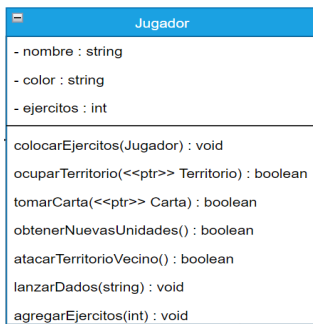 Jugador
- nombre : string
- color : string
- ejercitos : int
colocarEjercitos(Jugador) : void
ocuparTerritorio(<<ptr>> Territorio) : boolean
tomarCarta(<<ptr>> Carta) : boolean
obtenerNuevasUnidades() : boolean
atacarTerritorioVecino() : boolean
lanzarDados(string) : void
agregarEjercitos(int) : void